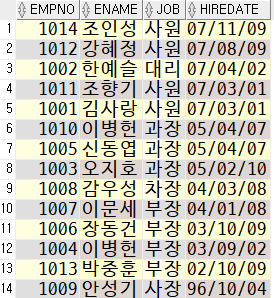 EMPNO ENAME JOB HIREDATE
1 1014 조인성 사원 07/11/09
2 1012 강혜정 사원 07/08/09
3 1002 한예슬 대리 07/04/02
4 1011 조향기 사원 07/03/01
5 1001 김사랑 사원 07/03/01
6 1010 이병헌 과장 05/04/07
7 1005 신동엽 과장 05/04/07
8 1003 오지호 과장 05/02/10
9 1008 감우성 차장 04/03/08
10 1007 이문세 부장 04/01/08
11 1006 장동건 부장 03/10/09
12 1004 이병헌 부장 03/09/02
13 1013 박중훈 부장 02/10/09
14 1009 안성기 사장 96/10/04